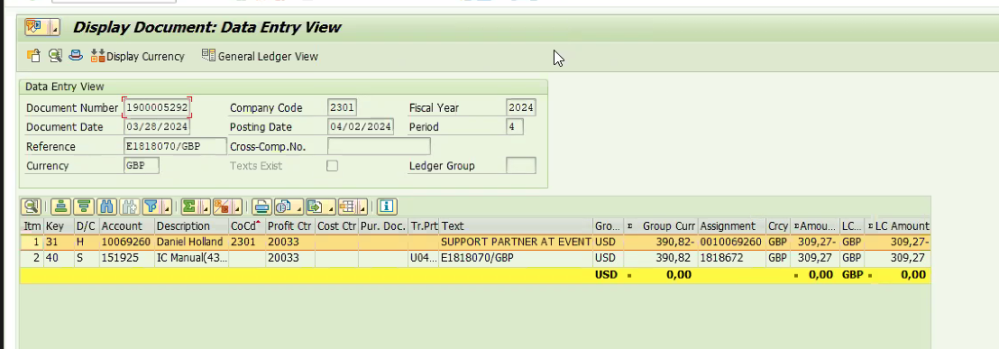 Display Document: Data Entry View
Display Currency General Ledger View
Data Entry View
Document Number 1900005292 Company Code 2301 Fiscal Year 2024
Document Date 03/28/2024 Posting Date 04/02/2024 Period 4
Reference E1818070/GBP Cross-Comp.No.
Currency GBP Texts Exist Ledger Group
Itm Key D/C Account Description CoCd Profit Ctr Cost Ctr Pur. Doc. Tr.Prt Text Gro... Group Curr Assignment Crcy Amou... LC... LC Amount
1 31 H 10069260 Daniel Holland 2301 20033 SUPPORT PARTNER AT EVENT USD 390,82- 0010069260 GBP 309,27- GBP 309,27-
2 40 S 151925 IC Manual(43... 20033 U04... E1818070/GBP USD 390,82 1818672 GBP 309,27 GBP 309,27
USD 0,00 0,00 GBP 0,00